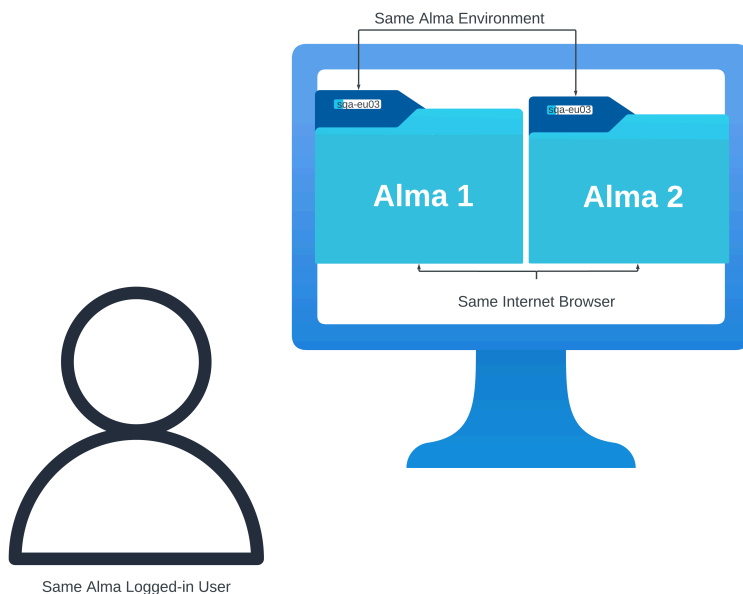 Same Alma Environment
sqa-eu03
sqa-eu03
Alma 1
Alma 2
Same Internet Browser
Same Alma Logged-in User